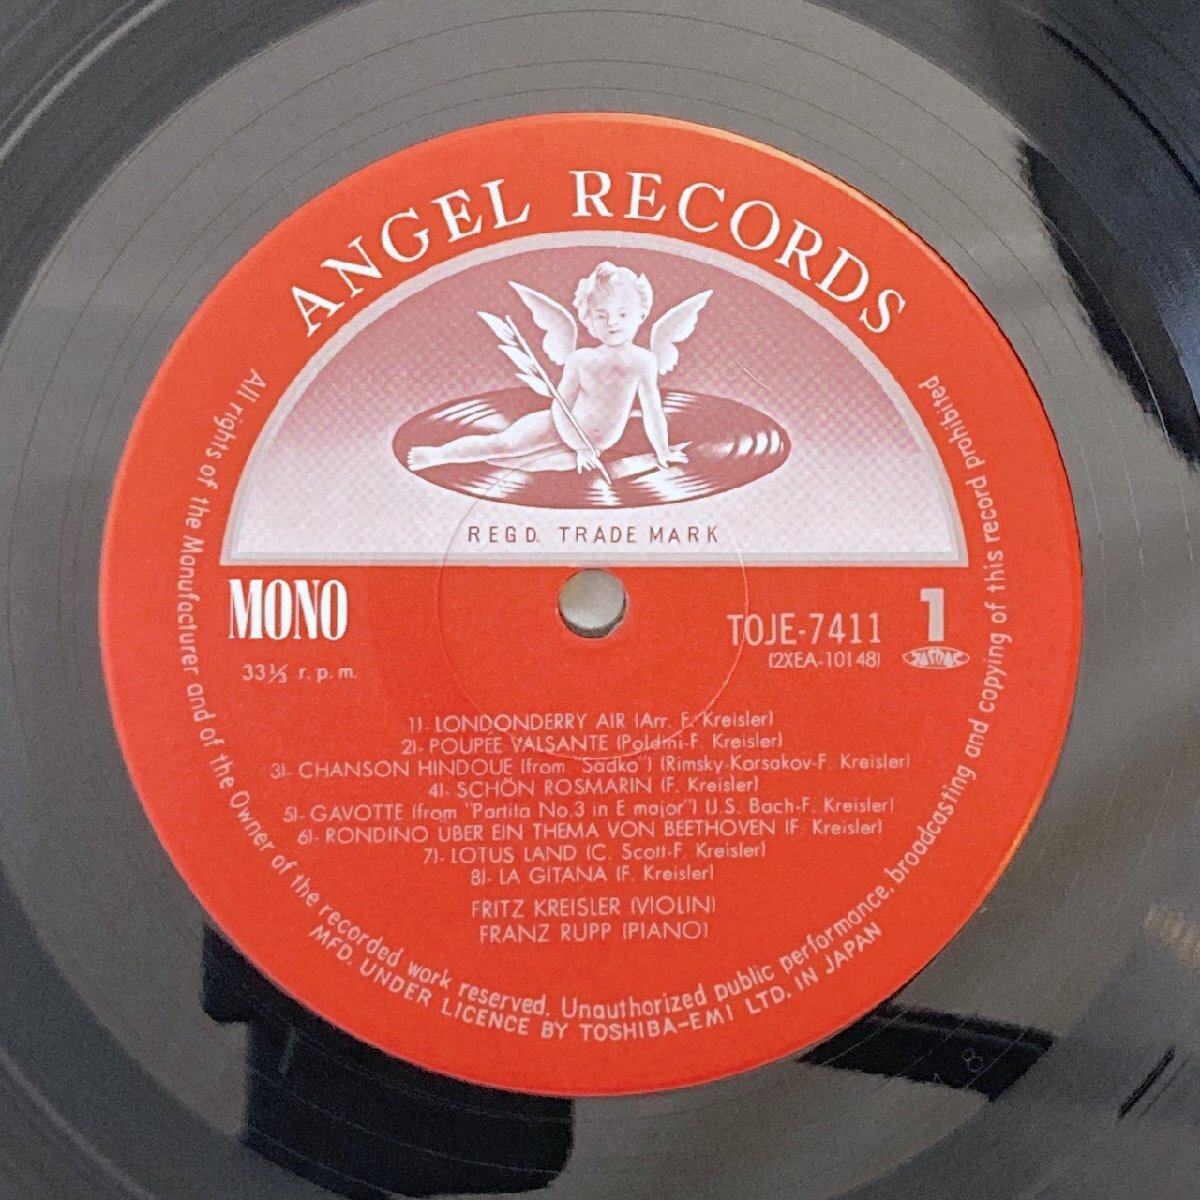 ANGEL RECORDS
REGD. TRADE MARK
MONO
33⅓ r.p.m.
TOJE-7411
(2XEA-10148)
1
JASRAC
1)- LONDONDERRY AIR (Arr. F. Kreisler)
2)- POUPÉE VALSANTE (Poldini-F. Kreisler)
3)- CHANSON HINDOUE (from "Sadko") (Rimsky-Korsakov-F. Kreisler)
4)- SCHÖN ROSMARIN (F. Kreisler)
5)- GAVOTTE (from "Partita No.3 in E major") (J.S. Bach-F. Kreisler)
6)- RONDINO ÜBER EIN THEMA VON BEETHOVEN (F. Kreisler)
7)- LOTUS LAND (C. Scott-F. Kreisler)
8)- LA GITANA (F. Kreisler)
FRITZ KREISLER (VIOLIN)
FRANZ RUPP (PIANO)
All rights of the Manufacturer and of the Owner of the recorded work reserved. Unauthorized public performance, broadcasting and copying of this record prohibited
MFD. UNDER LICENCE BY TOSHIBA-EMI LTD. IN JAPAN